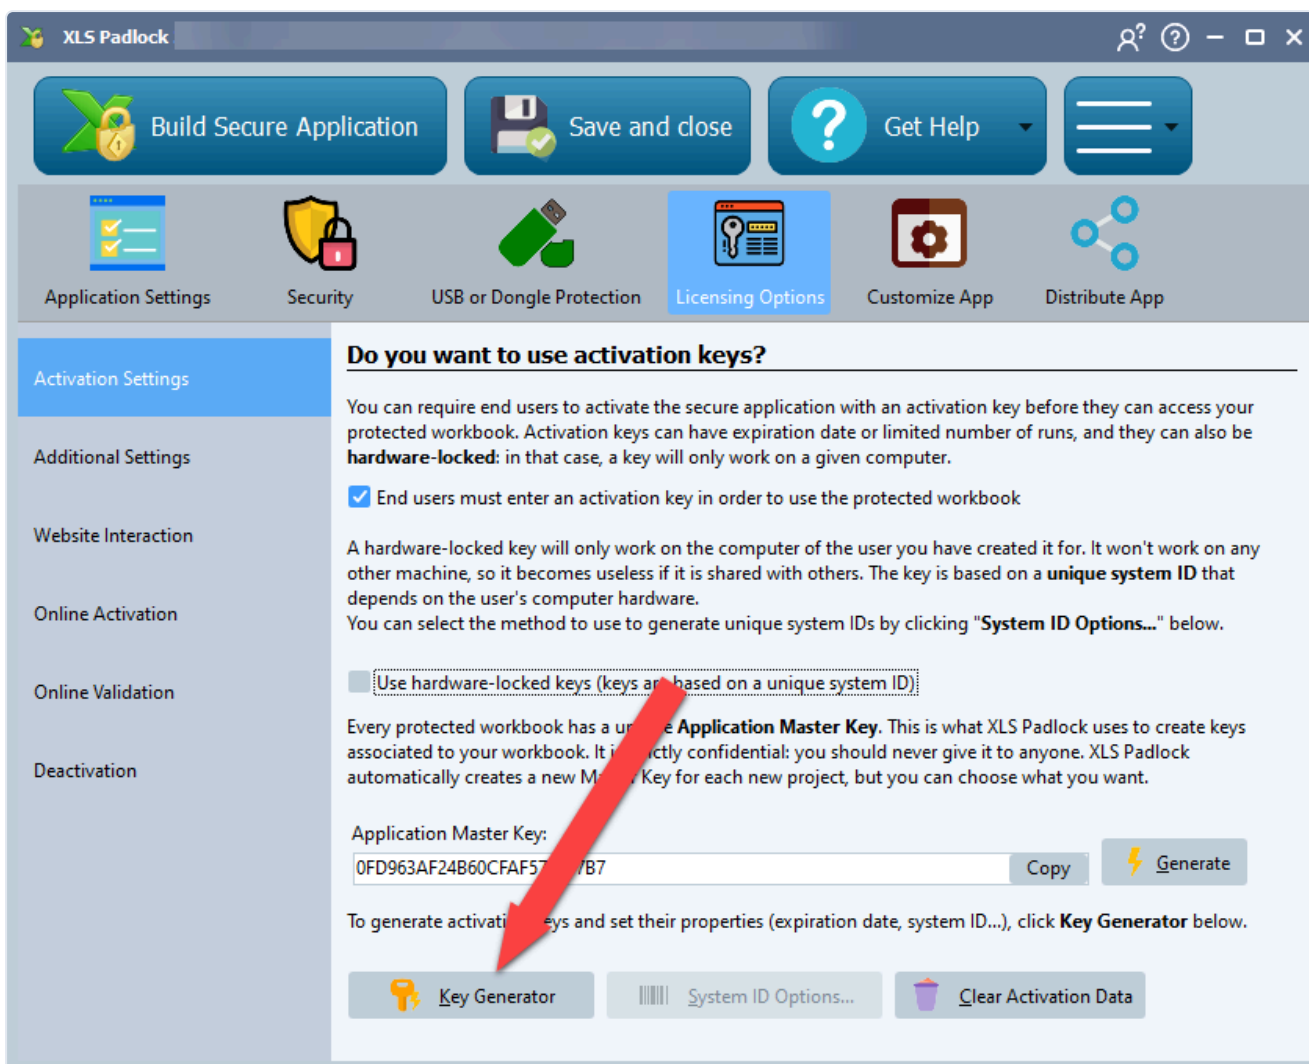 XLS Padlock
Build Secure Application
Save and close
Get Help
Application Settings
Security
USB or Dongle Protection
Licensing Options
Customize App
Distribute App
Activation Settings
Additional Settings
Website Interaction
Online Activation
Online Validation
Deactivation
Do you want to use activation keys?
You can require end users to activate the secure application with an activation key before they can access your
protected workbook. Activation keys can have expiration date or limited number of runs, and they can also be
hardware-locked: in that case, a key will only work on a given computer.
End users must enter an activation key in order to use the protected workbook
A hardware-locked key will only work on the computer of the user you have created it for. It won't work on any
other machine, so it becomes useless if it is shared with others. The key is based on a unique system ID that
depends on the user's computer hardware.
You can select the method to use to generate unique system IDs by clicking "System ID Options..." below.
Use hardware-locked keys (keys are based on a unique system ID)
Every protected workbook has a Application Master Key. This is what XLS Padlock uses to create keys
associated to your workbook. It is strictly confidential: you should never give it to anyone. XLS Padlock
automatically creates a new Master Key for each new project, but you can choose what you want.
Application Master Key:
Copy
Generate
To generate activation keys and set their properties (expiration date, system ID...), click Key Generator below.
Key Generator
System ID Options...
Clear Activation Data